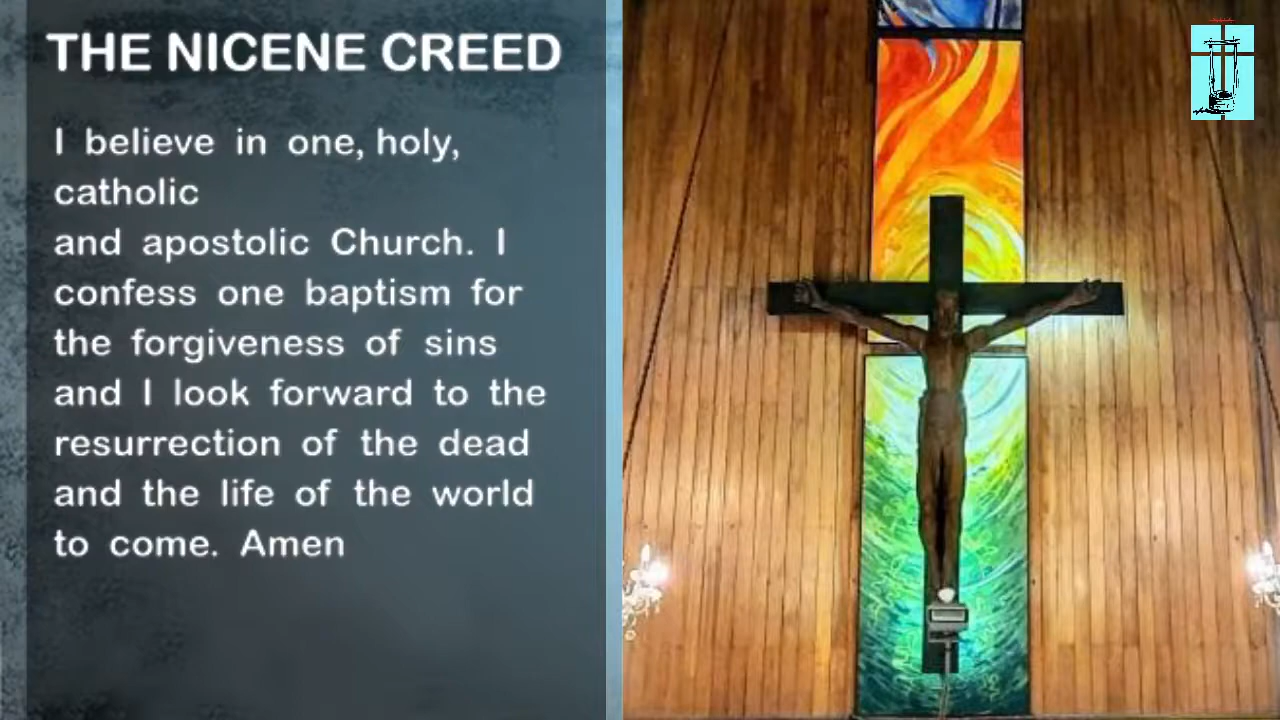 THE NICENE CREED
I believe in one, holy,
catholic
and apostolic Church. I
confess one baptism for
the forgiveness of sins
and I look forward to the
resurrection of the dead
and the life of the world
to come. Amen